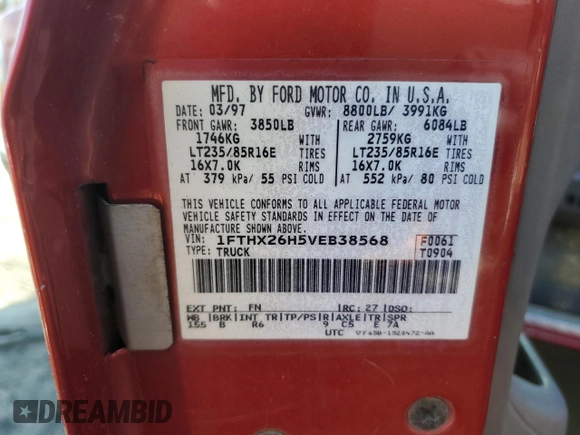 MFD. BY FORD MOTOR CO. IN U.S.A.
DATE: 03/97 GVWR: 8800LB/ 3991KG
FRONT GAWR: 3850LB REAR GAWR: 6084LB
1746KG WITH 2759KG WITH
LT235/85R16E TIRES LT235/85R16E TIRES
16X7.0K RIMS 16X7.0K RIMS
AT 379 kPa/ 55 PSI COLD AT 552 kPa/ 80 PSI COLD
THIS VEHICLE CONFORMS TO ALL APPLICABLE FEDERAL MOTOR
VEHICLE SAFETY STANDARDS IN EFFECT ON THE DATE OF
MANUFACTURE SHOWN ABOVE.
VIN: 1FTHX26H5VEB38568 F0061
TYPE: TRUCK T0904
EXT PNT: FN RC: 27 DSO:
WB BRK INT TR TP/PS R AXLE TR SPR
155 B R6 9 C5 E 7A
UTC
DREAMBID